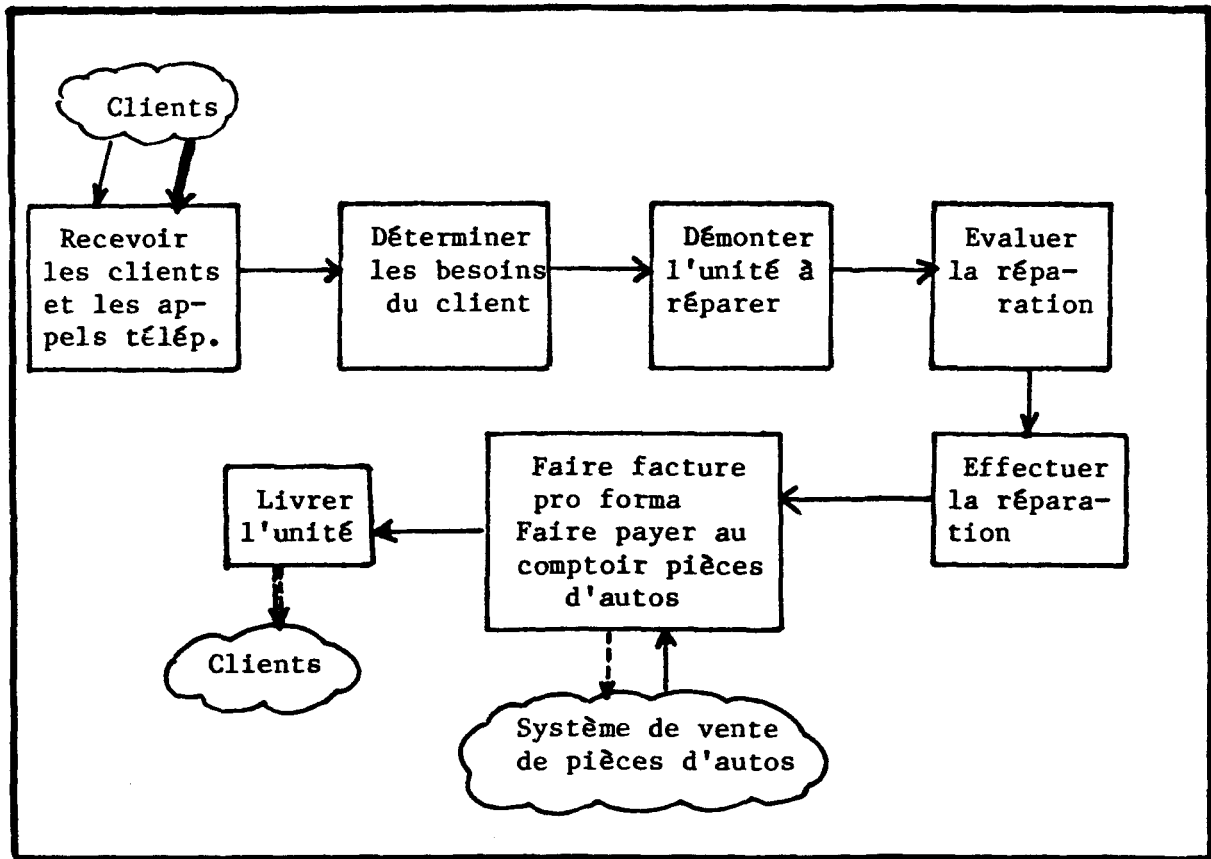 Clients
Recevoir
les clients
et les ap-
pels télép.
Déterminer
les besoins
du client
Démonter
l'unité à
réparer
Evaluer
la répa-
ration
Effectuer
la répara-
tion
Faire facture
pro forma
Faire payer au
comptoir pièces
d'autos
Livrer
l'unité
Clients
Système de vente
de pièces d'autos